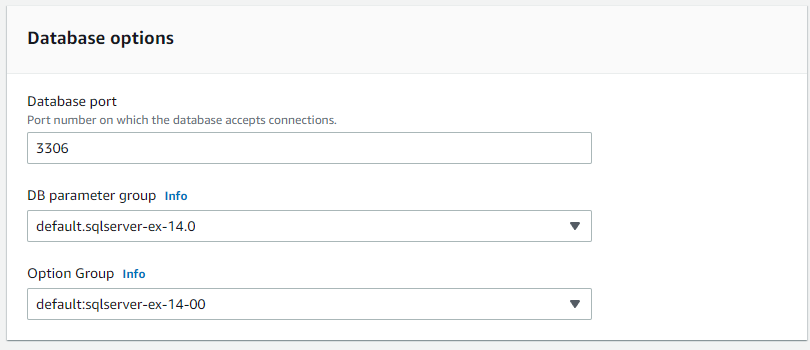 Database options
Database port
Port number on which the database accepts connections.
3306
DB parameter group Info
default.sqlserver-ex-14.0
Option Group Info
default:sqlserver-ex-14-00